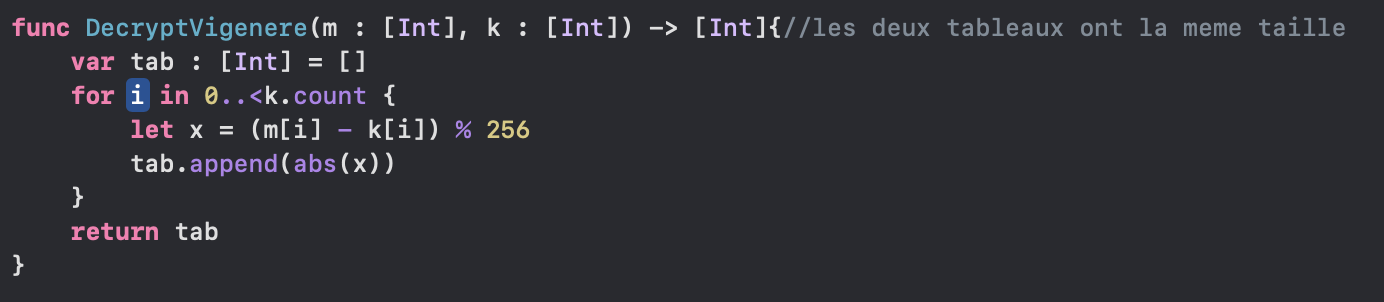 func DecryptVigenere(m : [Int], k : [Int]) -> [Int]{//les deux tableaux ont la meme taille
    var tab : [Int] = []
    for i in 0..<k.count {
        let x = (m[i] - k[i]) % 256
        tab.append(abs(x))
    }
    return tab
}